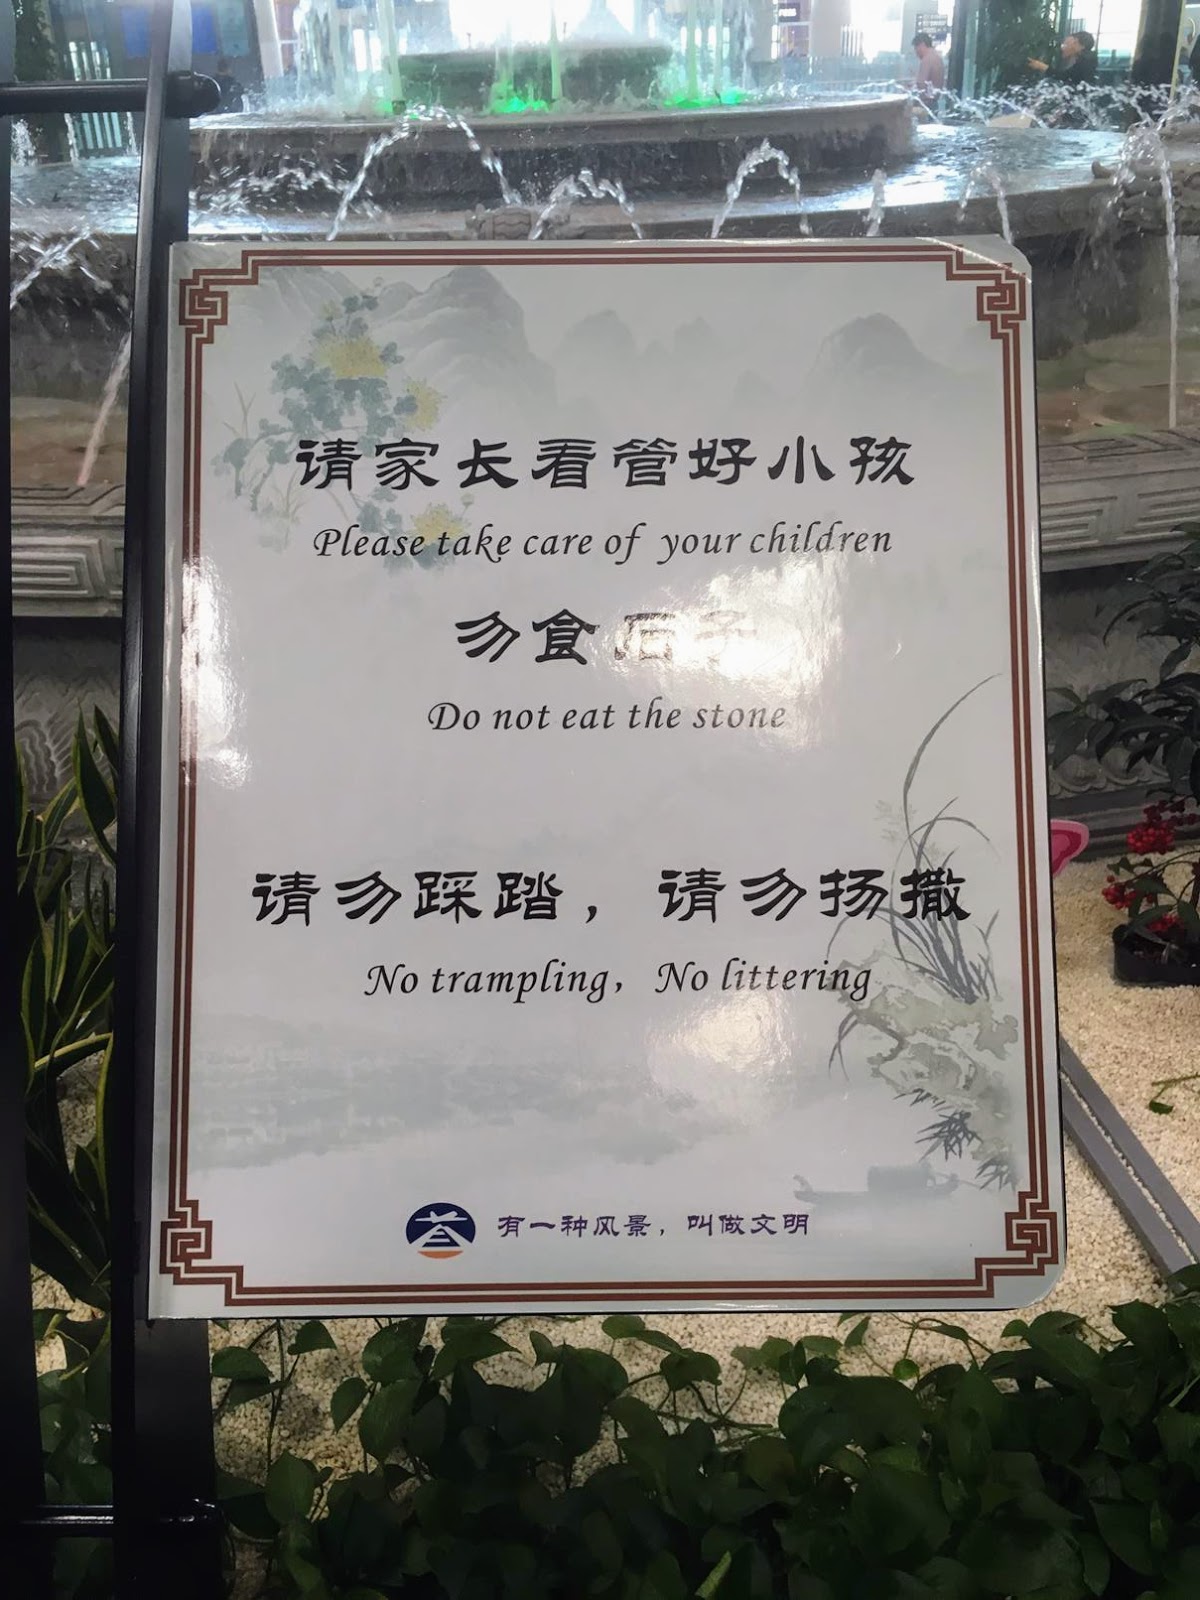 请家长看管好小孩
Please take care of your children
勿食石子
Do not eat the stone
请勿踩踏，请勿扬撒
No trampling, No littering
有一种风景，叫做文明